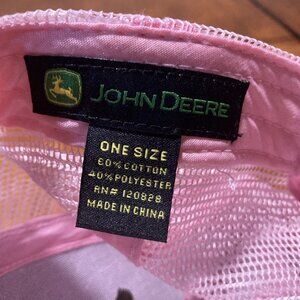 JOHN DEERE
ONE SIZE
60% COTTON
40% POLYESTER
RN# 120828
MADE IN CHINA